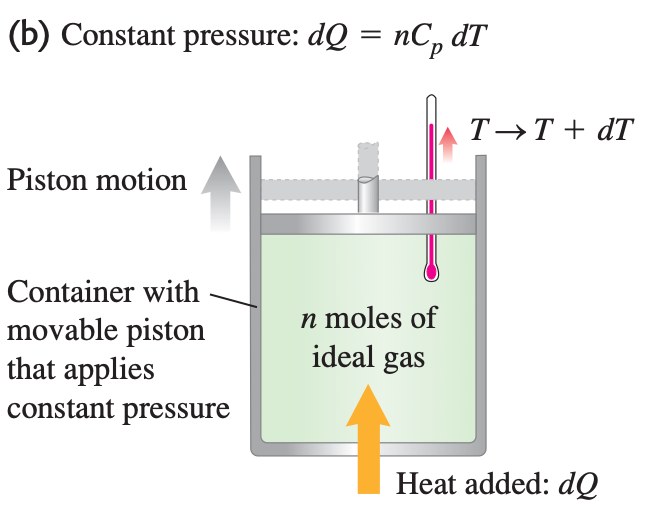 (b) Constant pressure: dQ = nCp dT
T → T + dT
Piston motion
Container with
movable piston
that applies
constant pressure
n moles of
ideal gas
Heat added: dQ